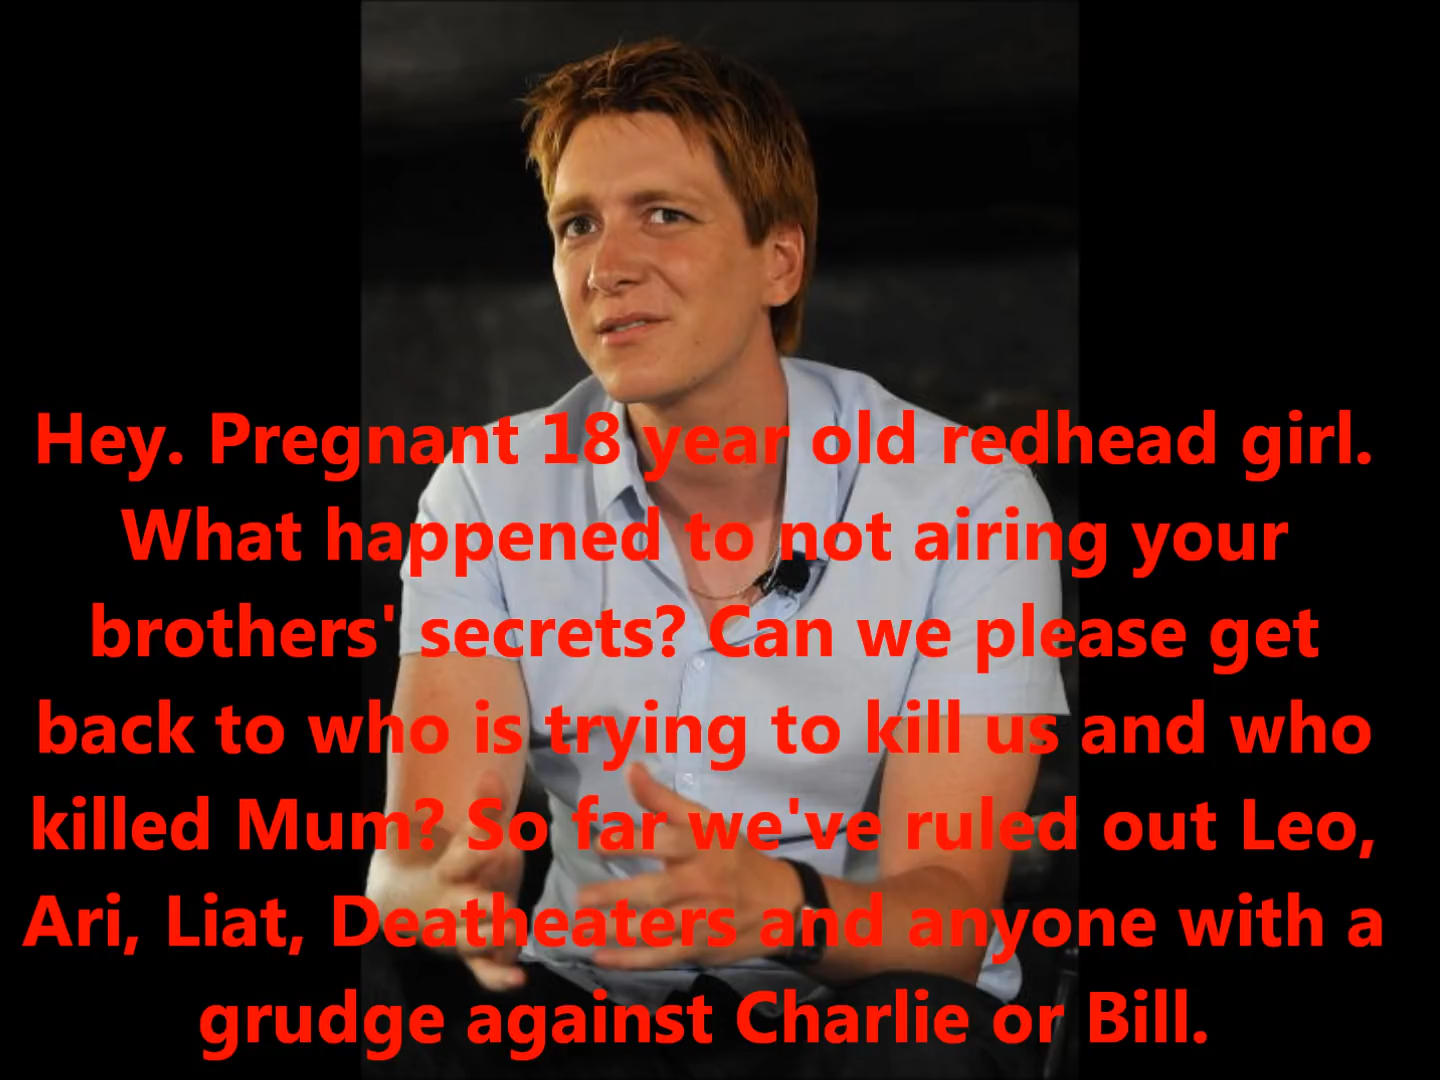 Hey. Pregnant 18 year old redhead girl.
What happened to not airing your
brothers' secrets? Can we please get
back to who is trying to kill us and who
killed Mum? So far we've ruled out Leo,
Ari, Liat, Deatheaters and anyone with a
grudge against Charlie or Bill.